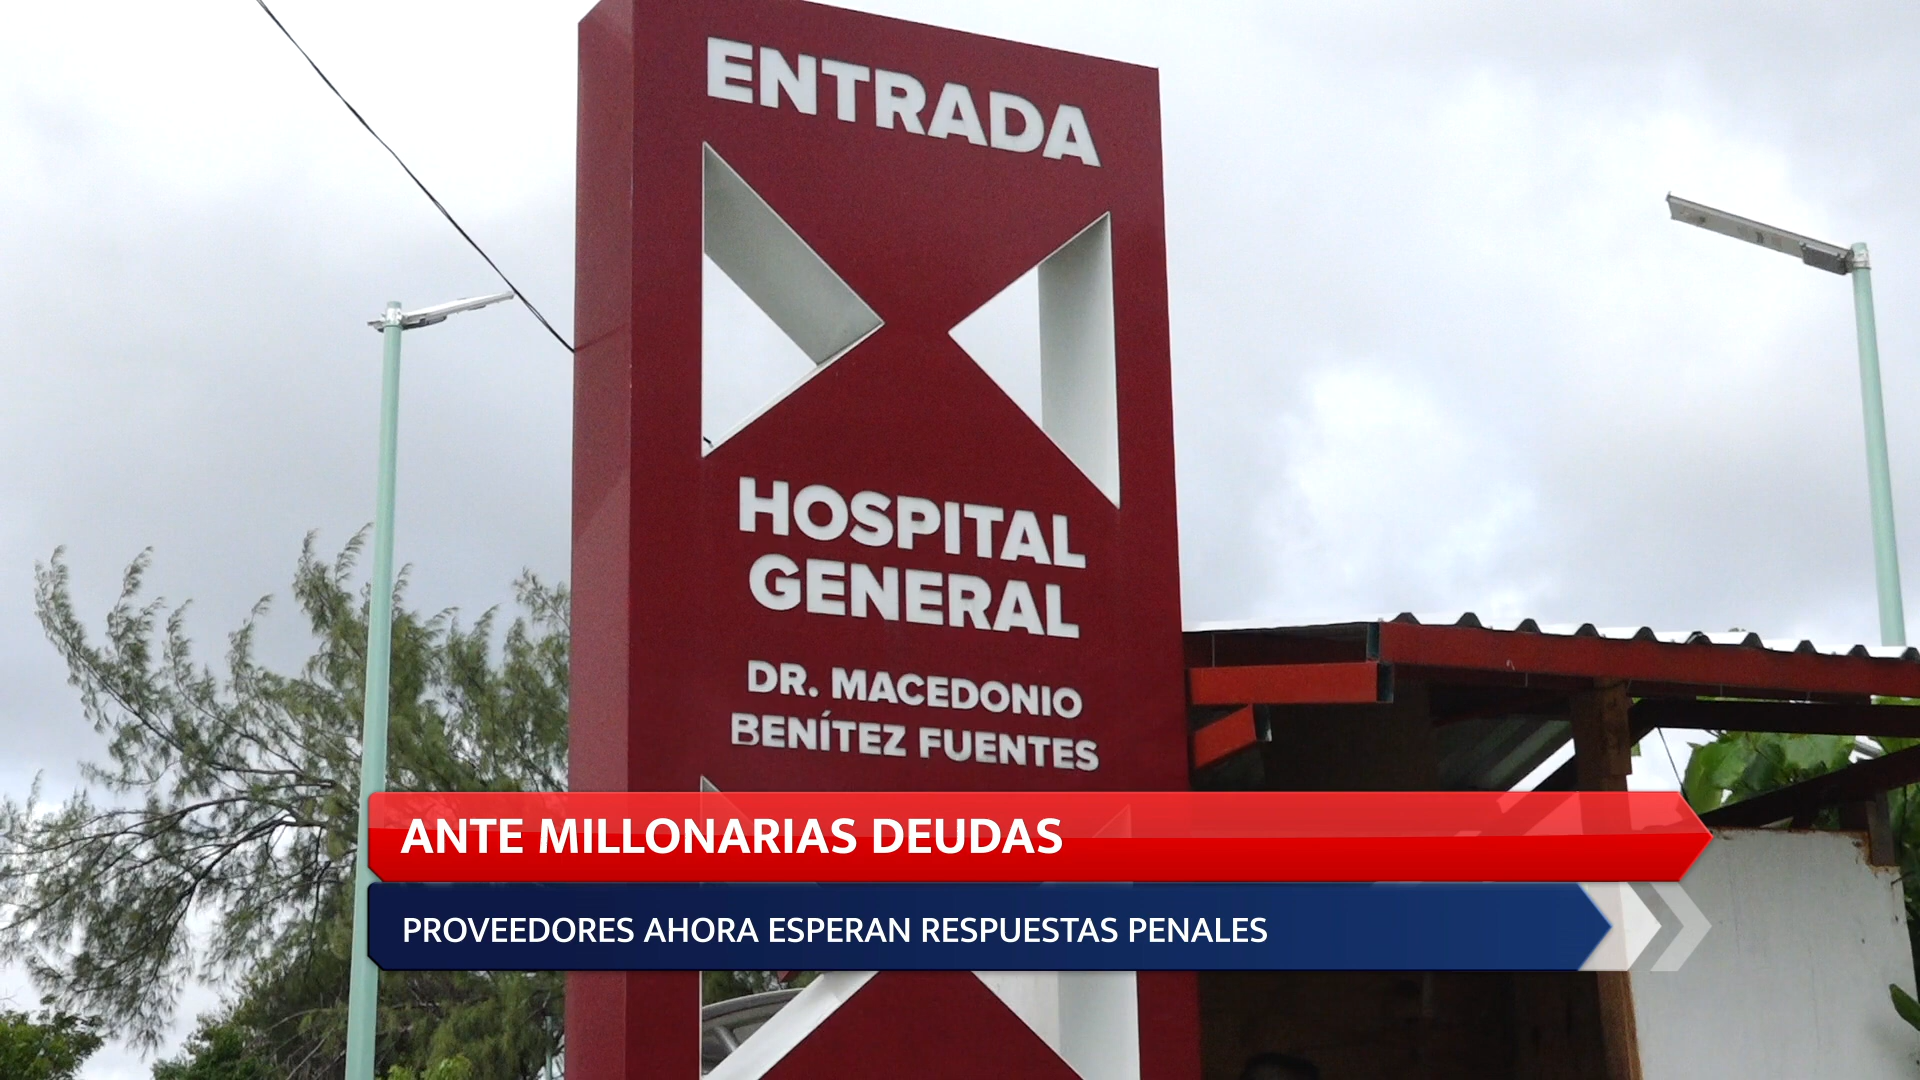 ENTRADA
HOSPITAL
GENERAL
DR. MACEDONIO
BENÍTEZ FUENTES
ANTE MILLONARIAS DEUDAS
PROVEEDORES AHORA ESPERAN RESPUESTAS PENALES